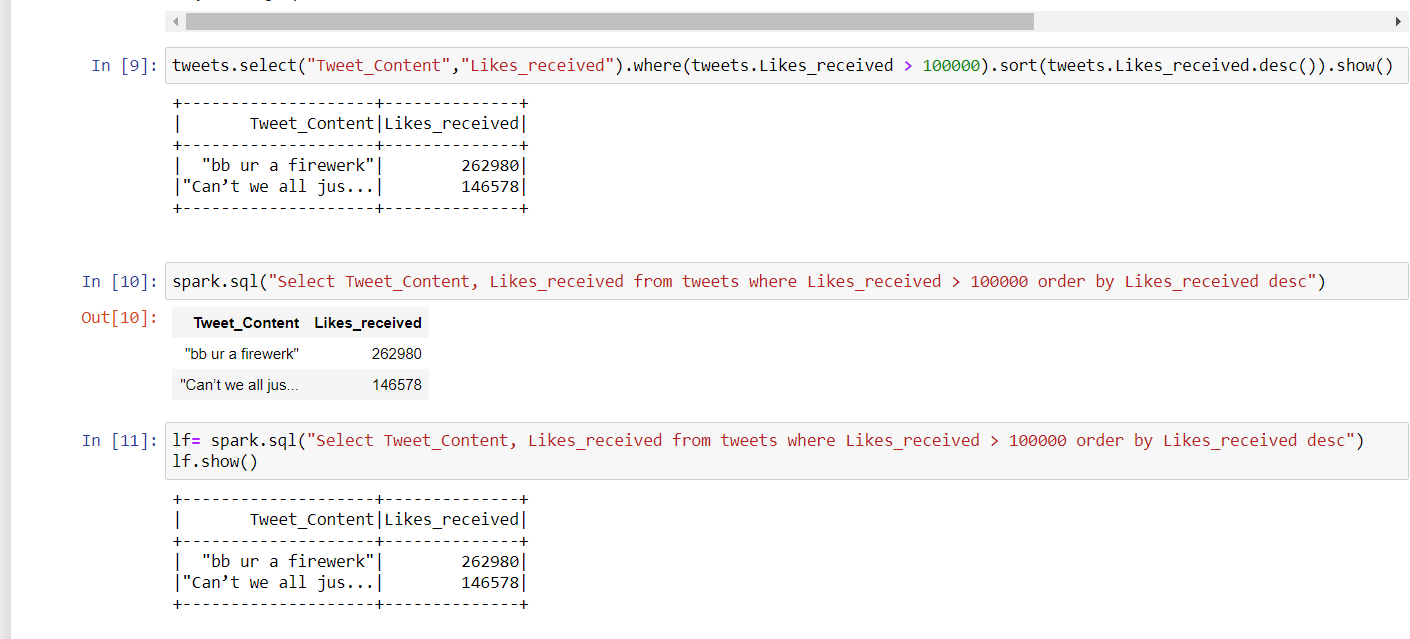 In [9]: tweets.select("Tweet_Content","Likes_received").where(tweets.Likes_received > 100000).sort(tweets.Likes_received.desc()).show()
+--------------------+--------------+
|       Tweet_Content|Likes_received|
+--------------------+--------------+
|  "bb ur a firewerk"|        262980|
|"Can’t we all jus...|        146578|
+--------------------+--------------+
In [10]: spark.sql("Select Tweet_Content, Likes_received from tweets where Likes_received > 100000 order by Likes_received desc")
Out[10]:
Tweet_Content Likes_received
"bb ur a firewerk" 262980
"Can't we all jus... 146578
In [11]: lf= spark.sql("Select Tweet_Content, Likes_received from tweets where Likes_received > 100000 order by Likes_received desc")
lf.show()
+--------------------+--------------+
|       Tweet_Content|Likes_received|
+--------------------+--------------+
|  "bb ur a firewerk"|        262980|
|"Can’t we all jus...|        146578|
+--------------------+--------------+